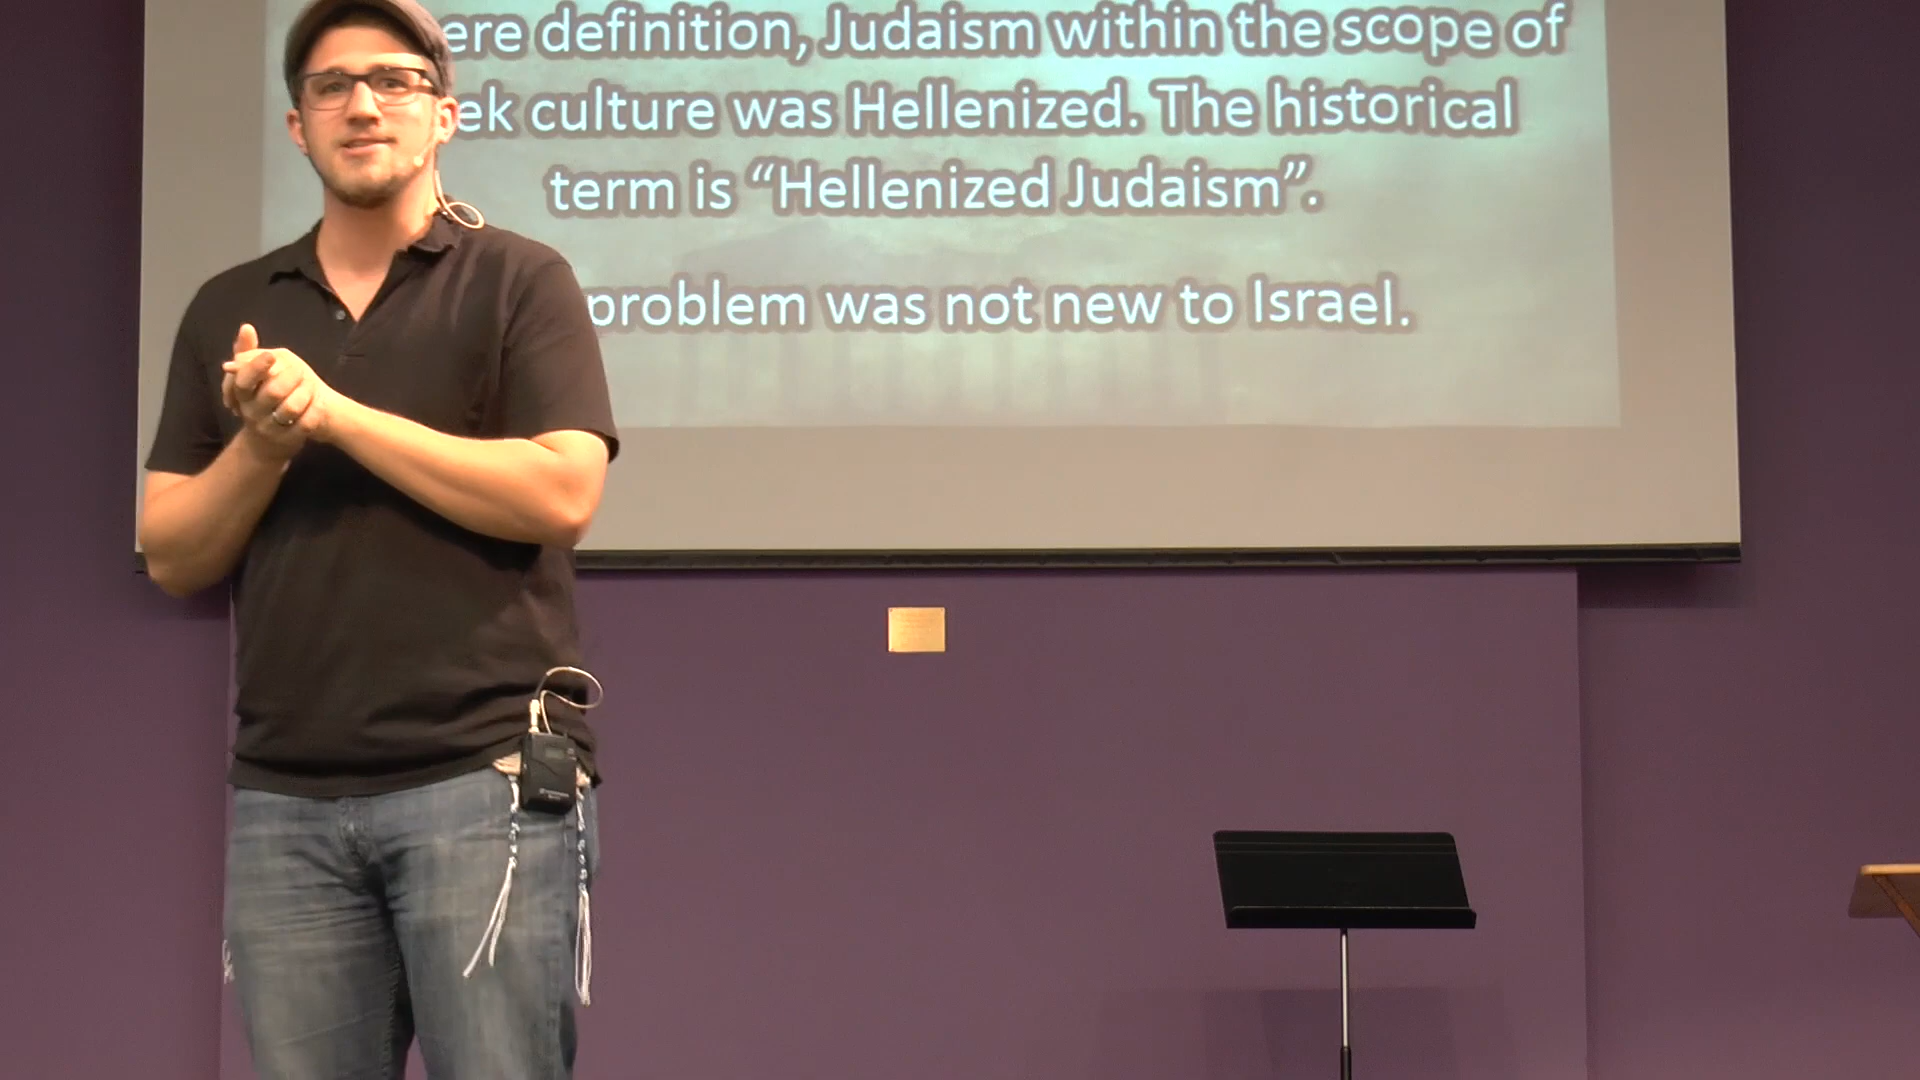 ere definition, Judaism within the scope of
ek culture was Hellenized. The historical
term is “Hellenized Judaism”.
problem was not new to Israel.